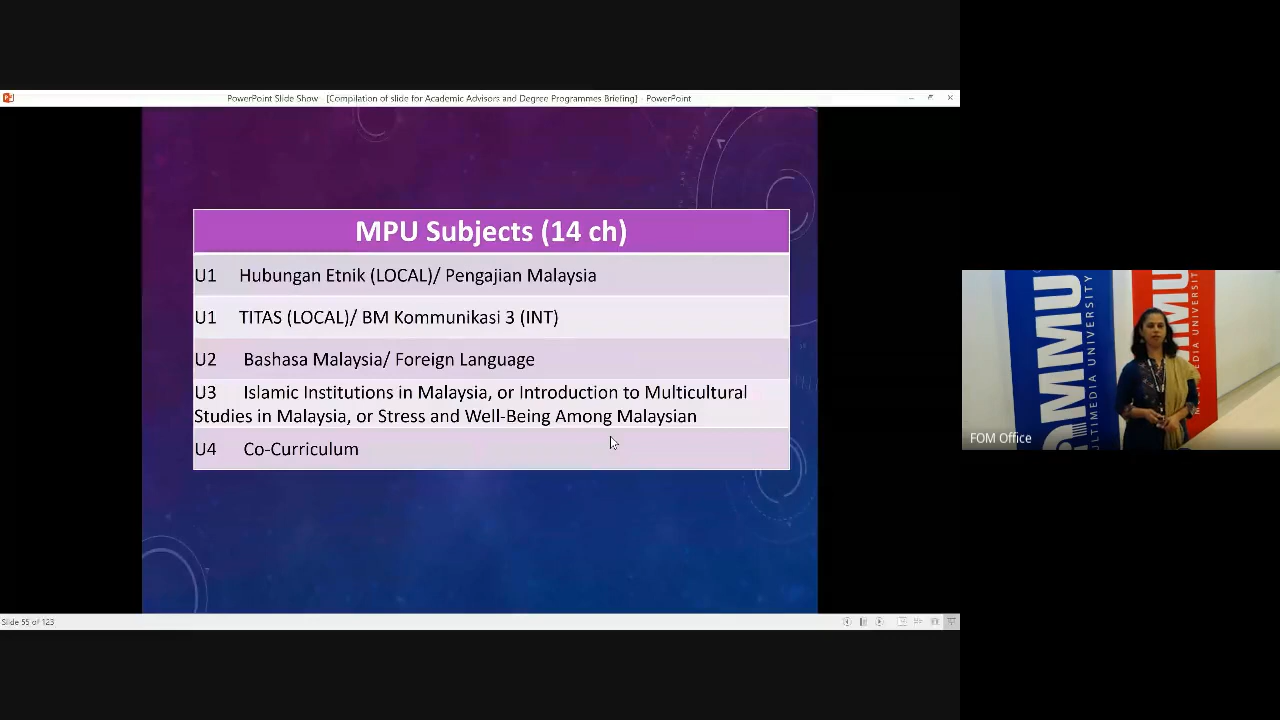 PowerPoint Slide Show - [Compilation of slide for Academic Advisors and Degree Programmes Briefing] - PowerPoint
MPU Subjects (14 ch)
U1 Hubungan Etnik (LOCAL)/ Pengajian Malaysia
U1 TITAS (LOCAL)/ BM Kommunikasi 3 (INT)
U2 Bashasa Malaysia/ Foreign Language
U3 Islamic Institutions in Malaysia, or Introduction to Multicultural
Studies in Malaysia, or Stress and Well-Being Among Malaysian
U4 Co-Curriculum
Slide 55 of 123
MMU
MULTIMEDIA UNIVERSITY
MMU
MEDIA UNIVERSIT
FOM Office